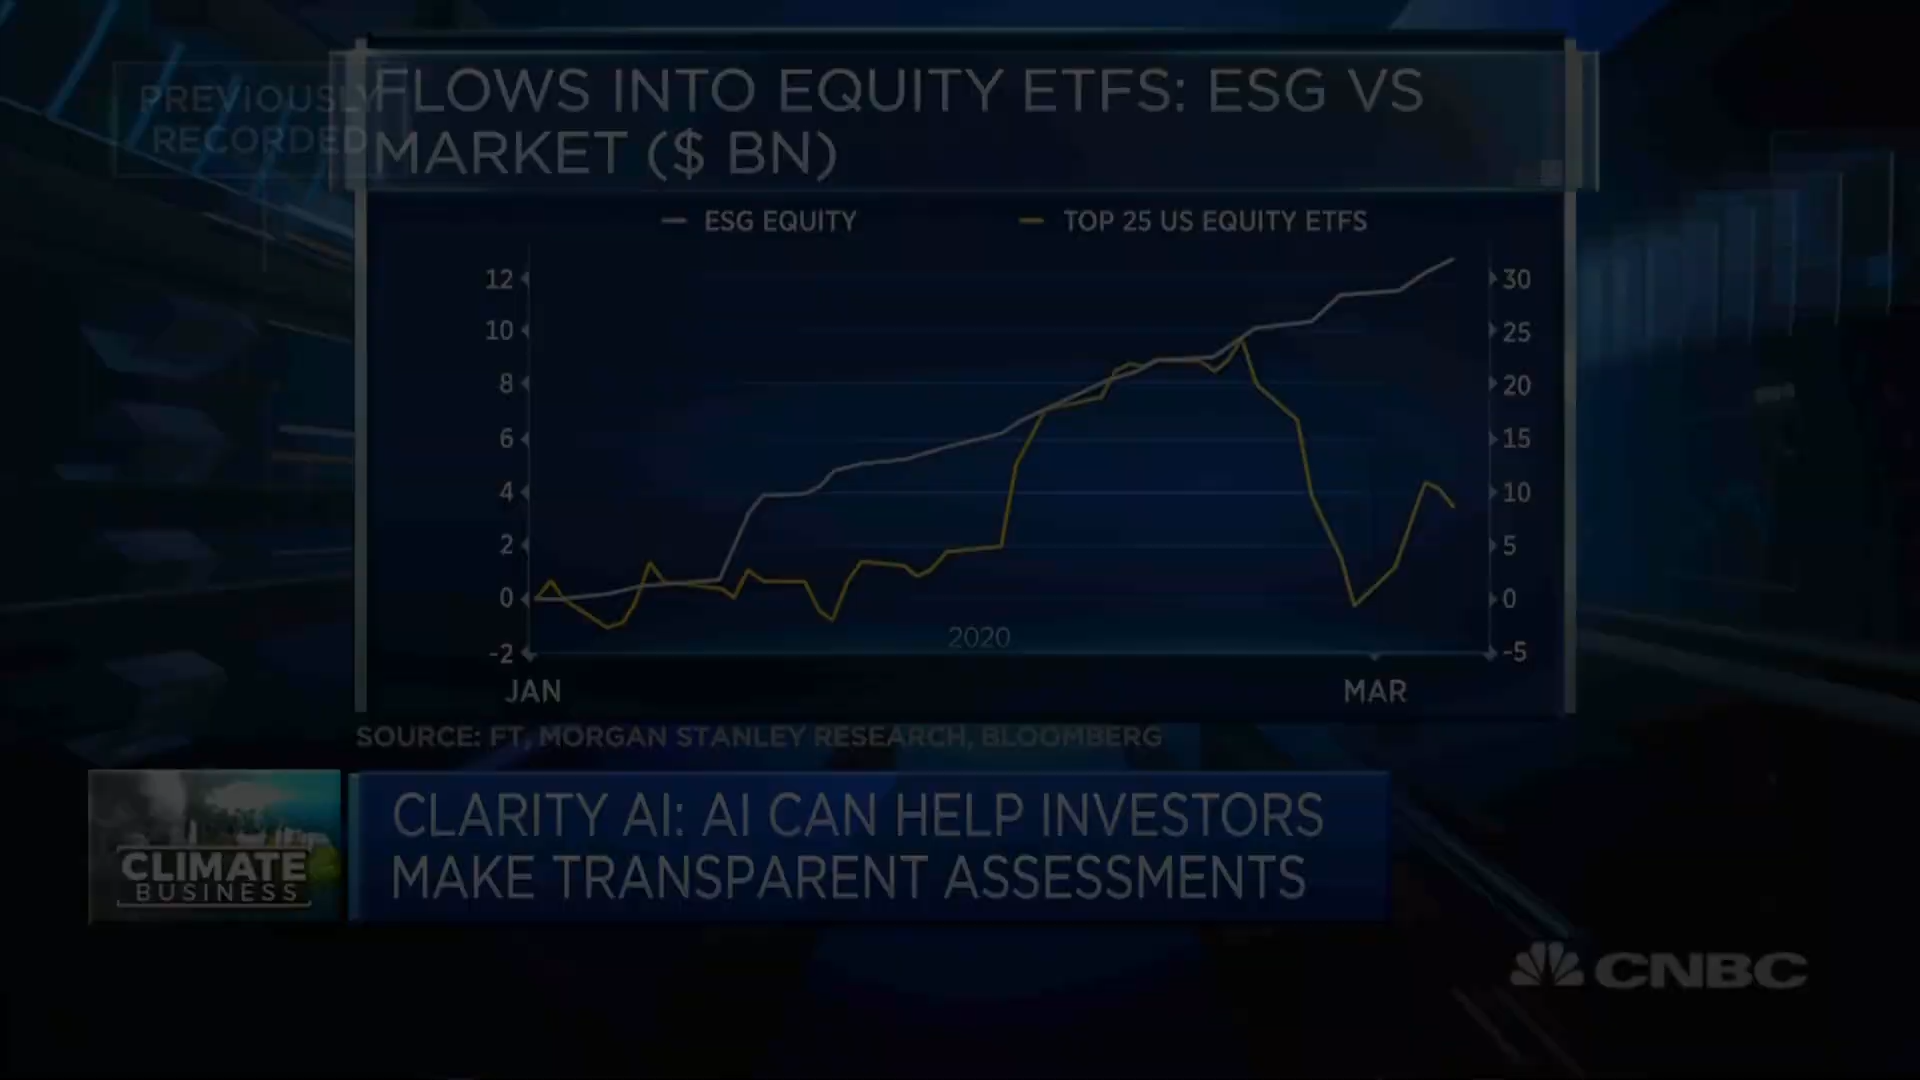 PREVIOUSLY
RECORDED
FLOWS INTO EQUITY ETFS: ESG VS
MARKET ($ BN)
ESG EQUITY
TOP 25 US EQUITY ETFS
12
10
8
6
4
2
0
-2
30
25
20
15
10
5
0
-5
2020
JAN
MAR
SOURCE: FT, MORGAN STANLEY RESEARCH, BLOOMBERG
CLIMATE
BUSINESS
CLARITY AI: AI CAN HELP INVESTORS
MAKE TRANSPARENT ASSESSMENTS
CNBC